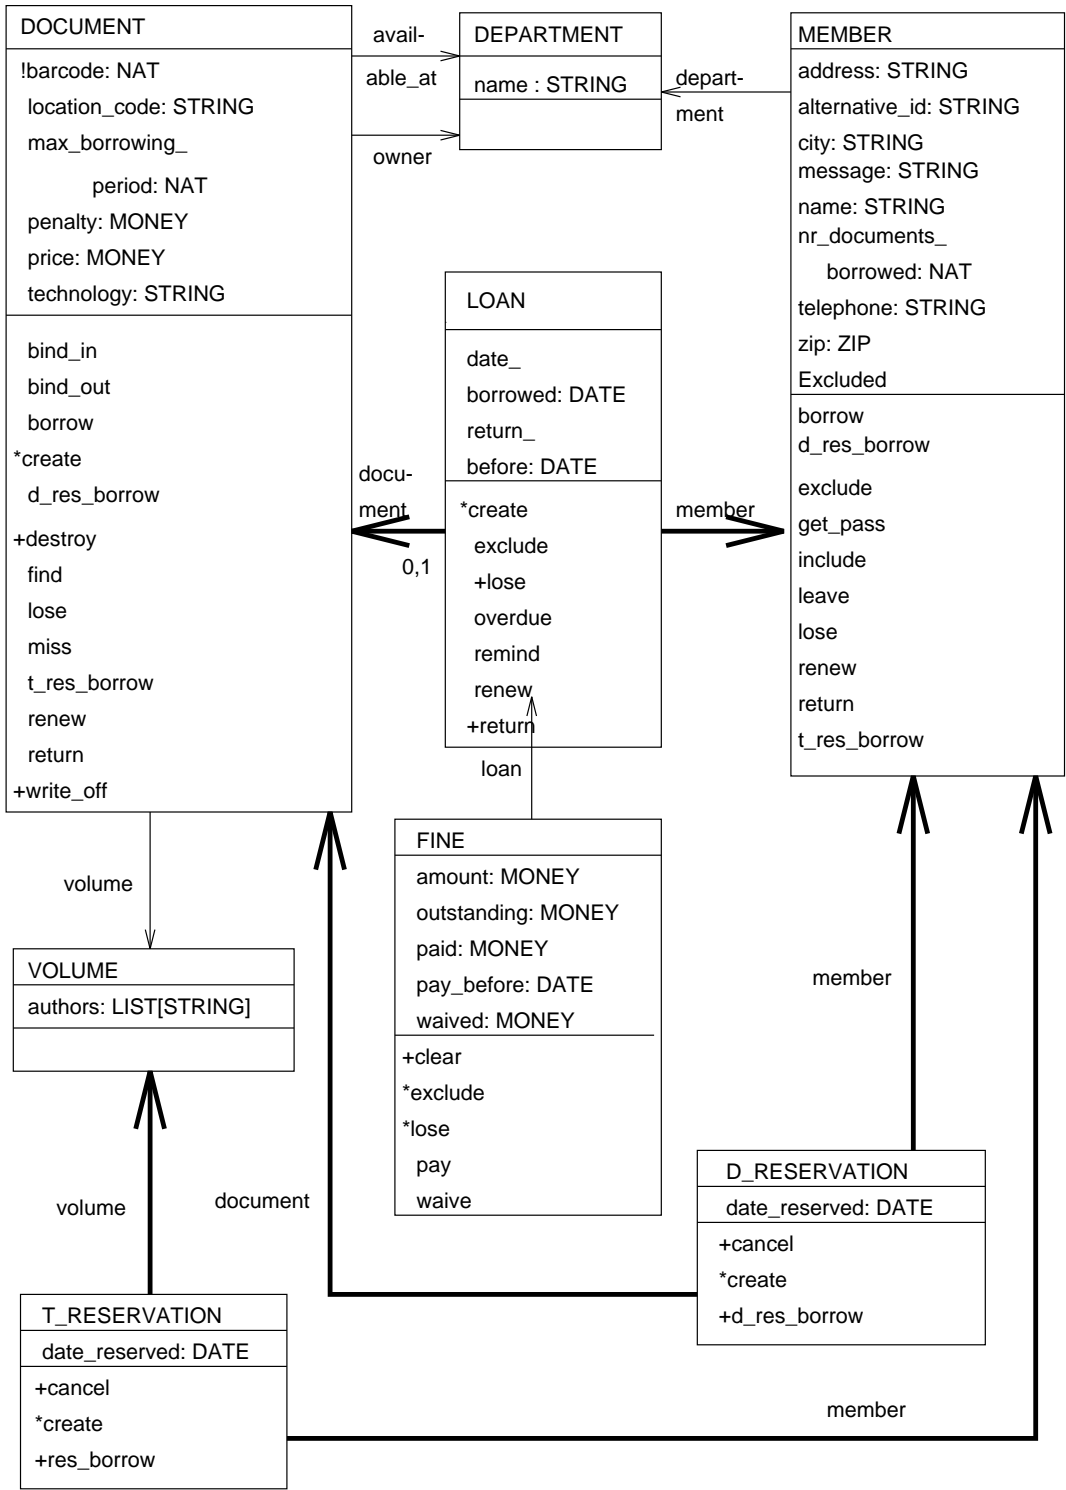 DOCUMENT
!barcode: NAT
location_code: STRING
max_borrowing_
period: NAT
penalty: MONEY
price: MONEY
technology: STRING
bind_in
bind_out
borrow
*create
d_res_borrow
+destroy
find
lose
miss
t_res_borrow
renew
return
+write_off
avail-
able_at
owner
DEPARTMENT
name : STRING
depart-
ment
MEMBER
address: STRING
alternative_id: STRING
city: STRING
message: STRING
name: STRING
nr_documents_
borrowed: NAT
telephone: STRING
zip: ZIP
Excluded
borrow
d_res_borrow
exclude
get_pass
include
leave
lose
renew
return
t_res_borrow
LOAN
date_
borrowed: DATE
return_
before: DATE
*create
exclude
+lose
overdue
remind
renew
+return
docu-
ment
0,1
member
loan
FINE
amount: MONEY
outstanding: MONEY
paid: MONEY
pay_before: DATE
waived: MONEY
+clear
*exclude
*lose
pay
waive
volume
VOLUME
authors: LIST[STRING]
member
volume
document
D_RESERVATION
date_reserved: DATE
+cancel
*create
+d_res_borrow
T_RESERVATION
date_reserved: DATE
+cancel
*create
+res_borrow
member